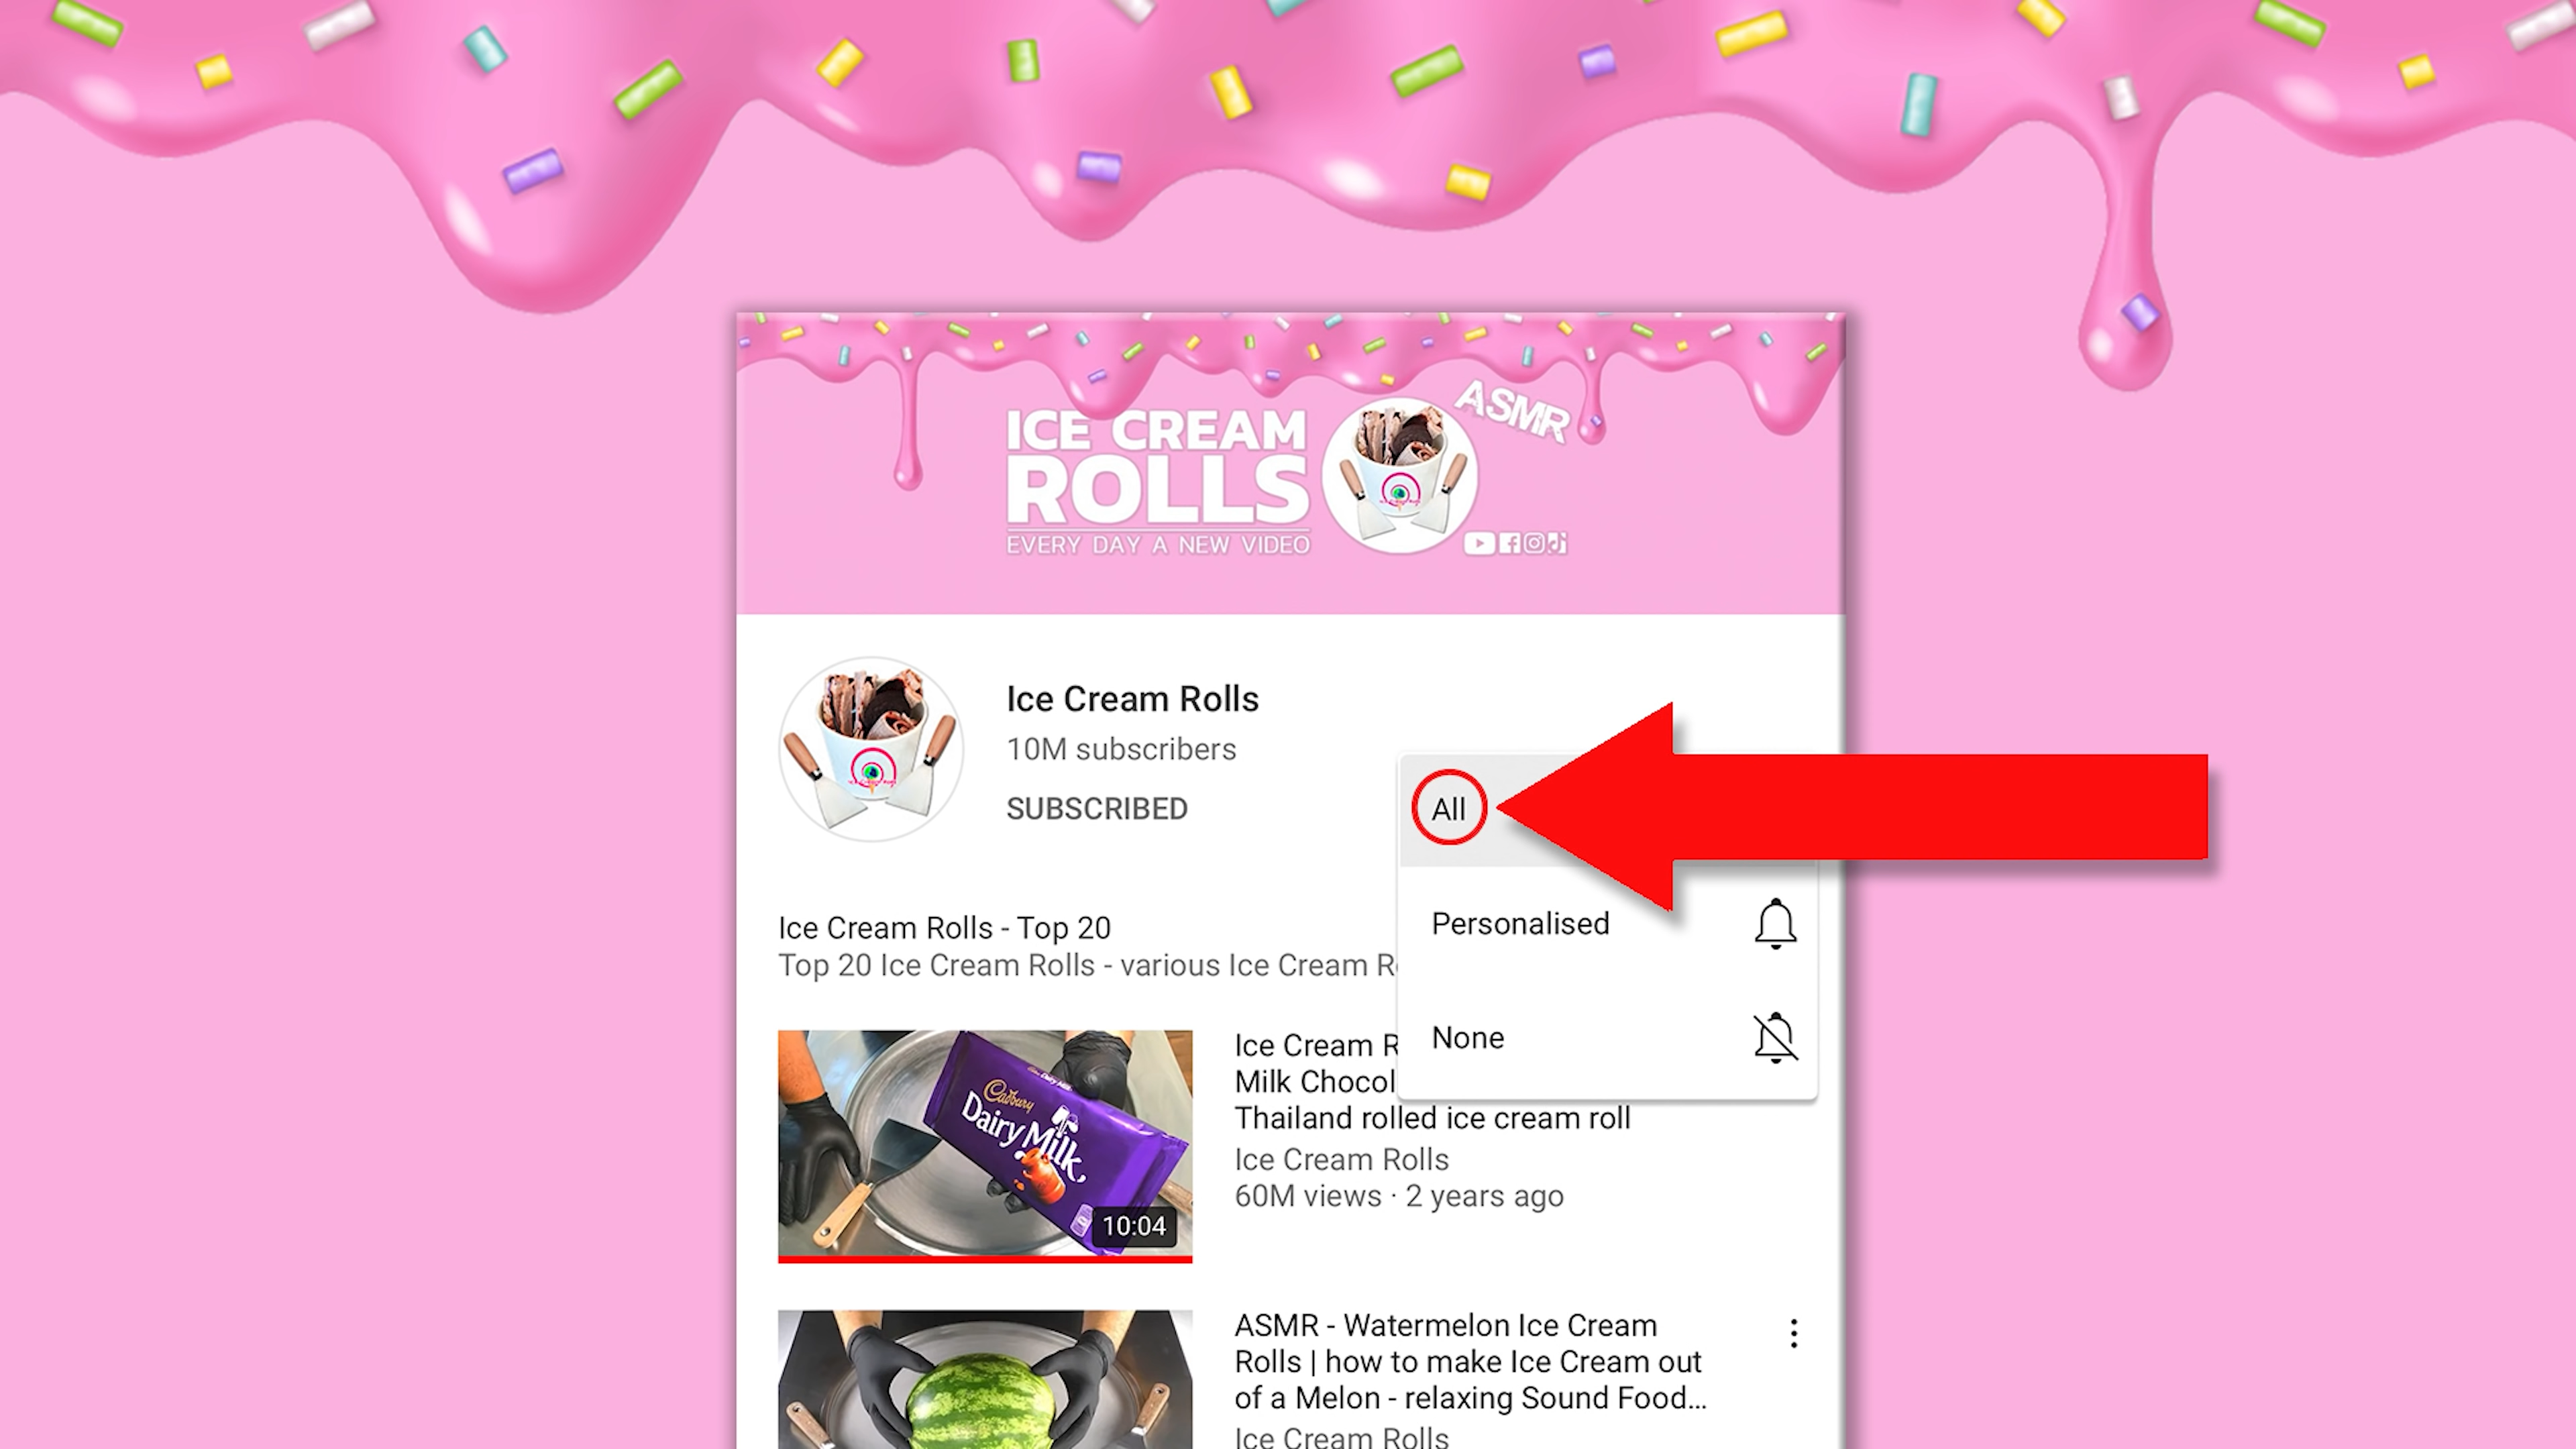 ICE CREAM
ROLLS
EVERY DAY A NEW VIDEO
ASMR
Ice Cream Rolls
10M subscribers
SUBSCRIBED
All
Personalised
None
Ice Cream Rolls - Top 20
Top 20 Ice Cream Rolls - various Ice Cream R
Cadbury
Dairy Milk
10:04
Ice Cream R
Milk Chocol
Thailand rolled ice cream roll
Ice Cream Rolls
60M views · 2 years ago
ASMR - Watermelon Ice Cream
Rolls | how to make Ice Cream out
of a Melon - relaxing Sound Food...
Ice Cream Rolls